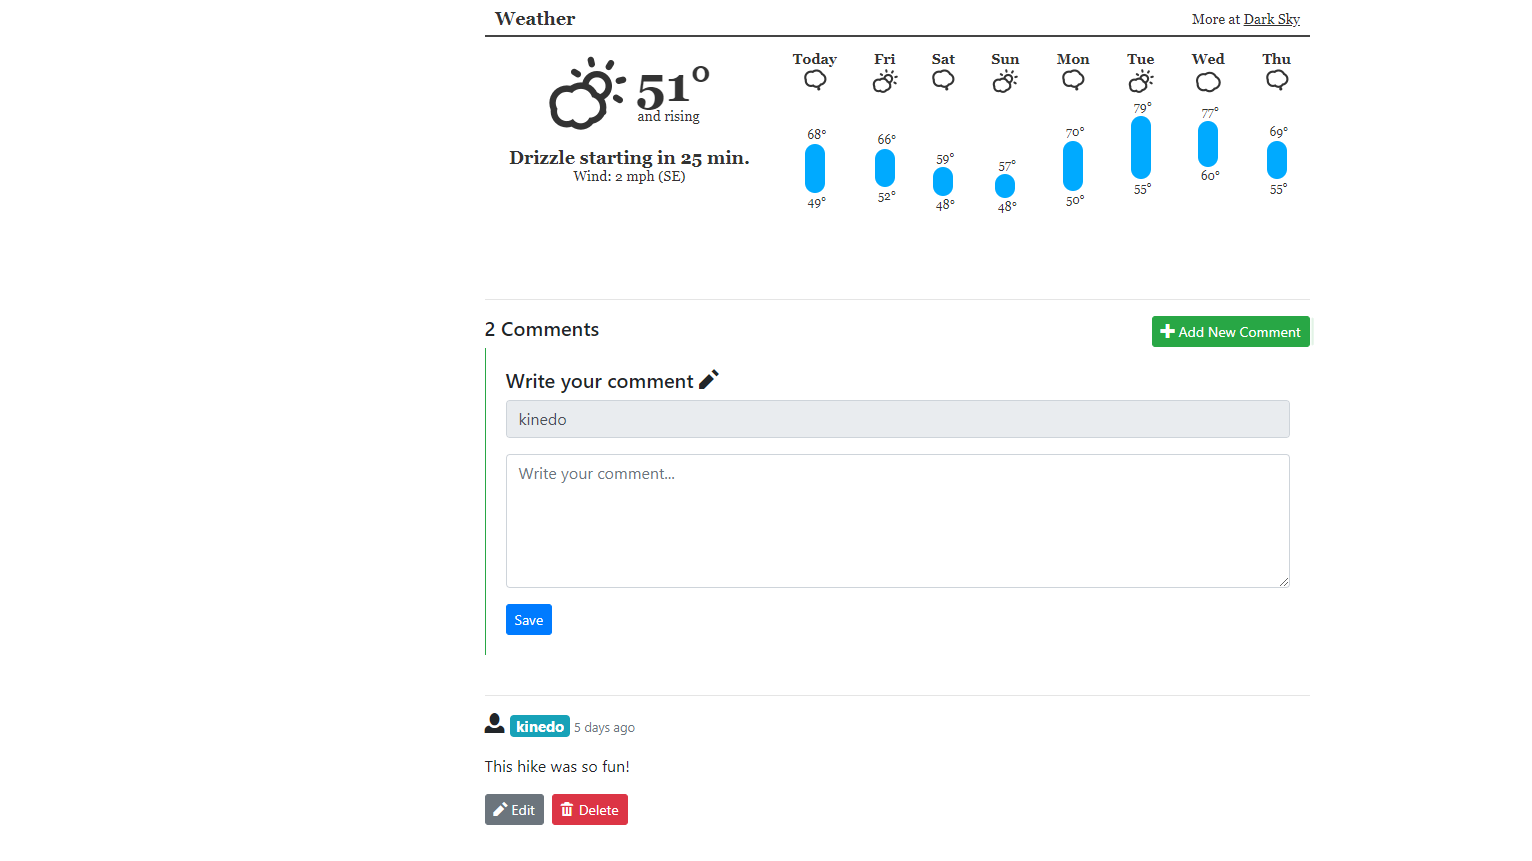 Weather
More at Dark Sky
51°
and rising
Drizzle starting in 25 min.
Wind: 2 mph (SE)
Today Fri Sat Sun Mon Tue Wed Thu
68° 66° 59° 57° 70° 79° 77° 69°
49° 52° 48° 48° 50° 55° 60° 55°
2 Comments
Add New Comment
Write your comment
kinedo
Write your comment...
Save
kinedo 5 days ago
This hike was so fun!
Edit Delete